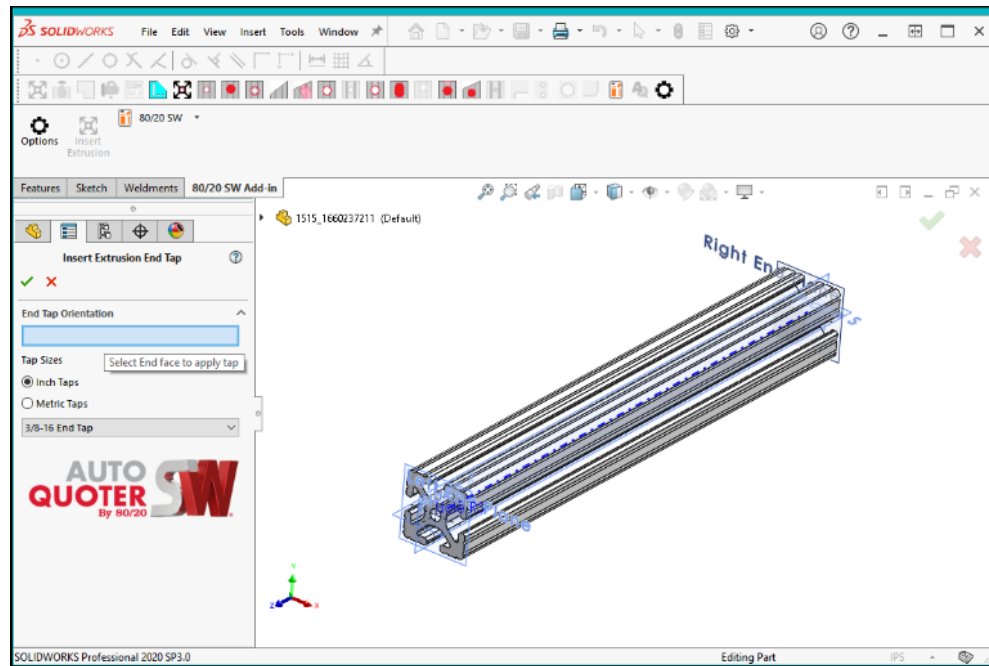 SOLIDWORKS File Edit View Insert Tools Window
80/20 SW
Options Insert Extrusion
Features Sketch Weldments 80/20 SW Add-in
1515_1660237211 (Default)
Insert Extrusion End Tap
Right En
End Tap Orientation
Tap Sizes
Select End face to apply tap
Inch Taps
Metric Taps
3/8-16 End Tap
AUTO
QUOTER
By 80/20
SW
Y
Z X
SOLIDWORKS Professional 2020 SP3.0 Editing Part IPS